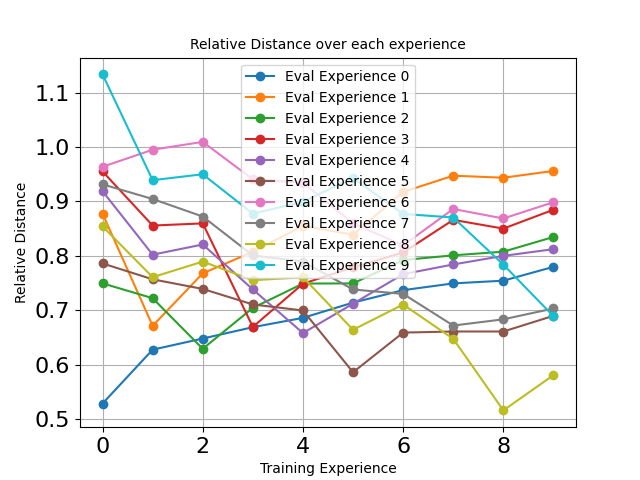 Relative Distance over each experience
Relative Distance
1.1
1.0
0.9
0.8
0.7
0.6
0.5
Eval Experience 0
Eval Experience 1
Eval Experience 2
Eval Experience 3
Eval Experience 4
Eval Experience 5
Eval Experience 6
Eval Experience 7
Eval Experience 8
Eval Experience 9
0 2 4 6 8
Training Experience